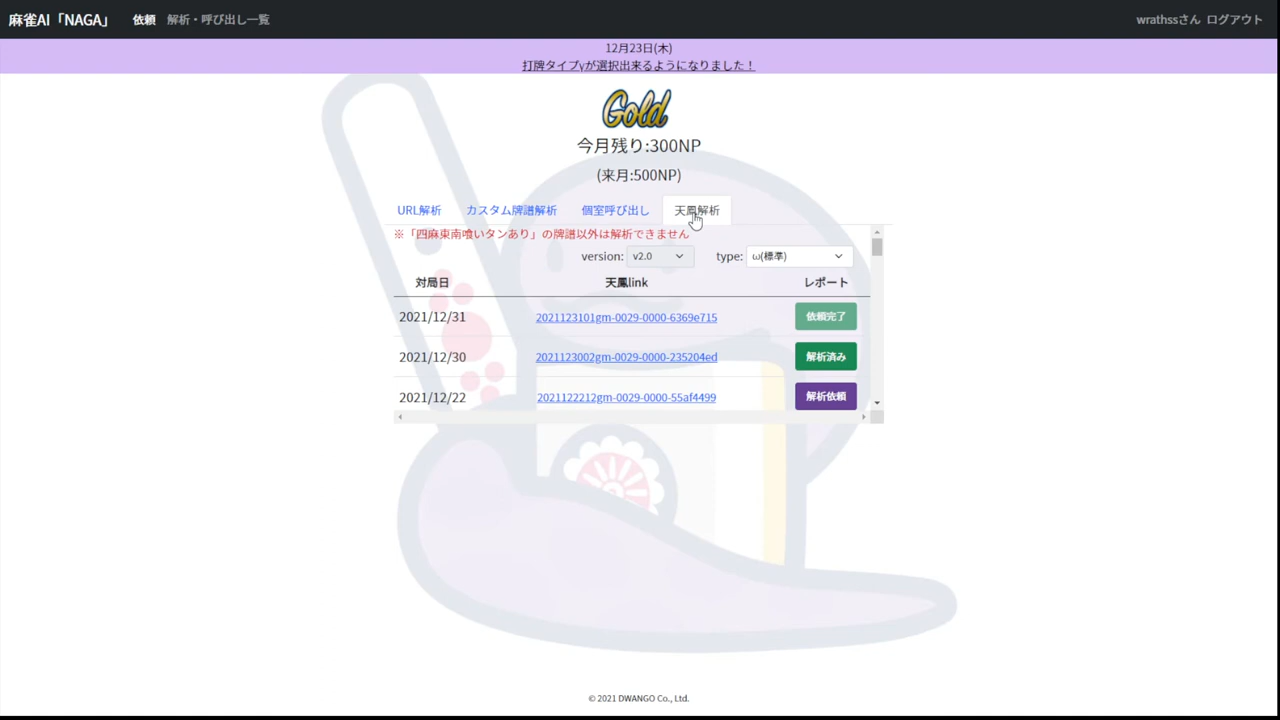 麻雀AI「NAGA」 依頼 解析・呼び出し一覧 wrathssさん ログアウト
12月23日(木)
打牌タイプγが選択出来るようになりました！
Gold
今月残り:300NP
(来月:500NP)
URL解析 カスタム牌譜解析 個室呼び出し 天鳳解析
※「四麻東南喰いタンあり」の牌譜以外は解析できません
version: v2.0 type: ω(標準)
対局日 天鳳link レポート
2021/12/31 2021123101gm-0029-0000-6369e715 依頼完了
2021/12/30 2021123002gm-0029-0000-235204ed 解析済み
2021/12/22 2021122212gm-0029-0000-55af4499 解析依頼
© 2021 DWANGO Co., Ltd.